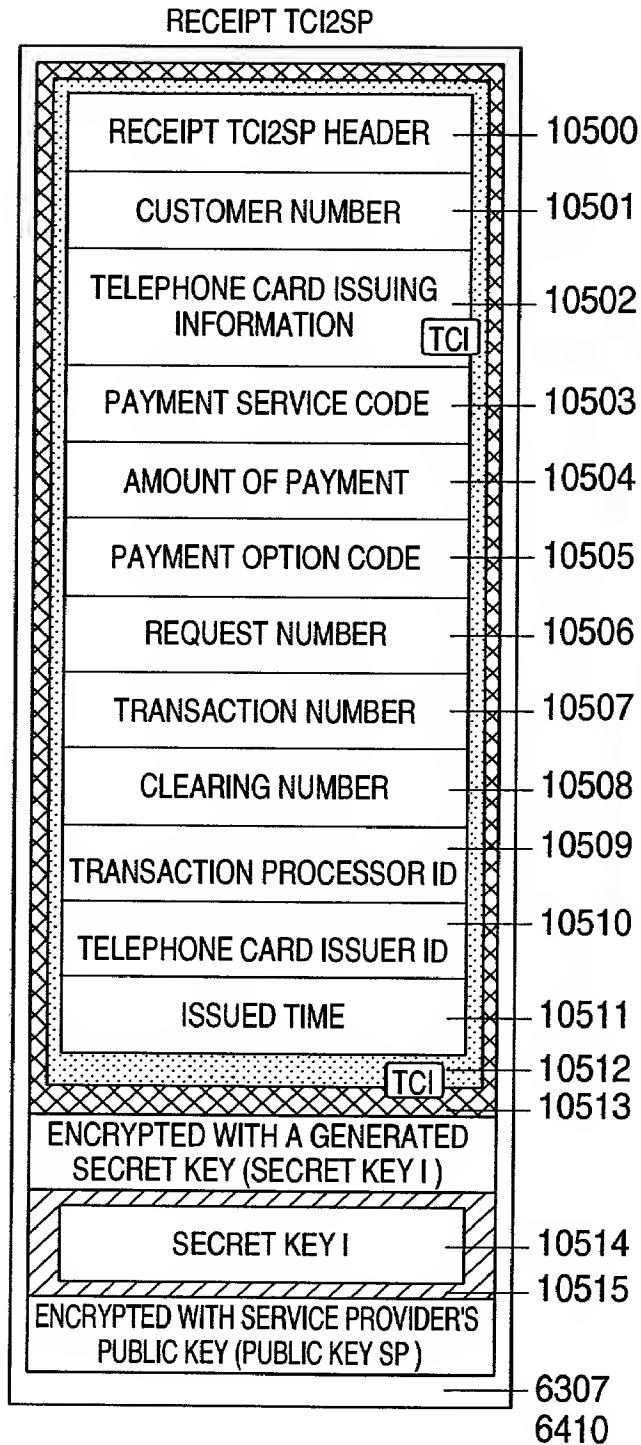 RECEIPT TCI2SP
RECEIPT TCI2SP HEADER 10500
CUSTOMER NUMBER 10501
TELEPHONE CARD ISSUING
INFORMATION 10502
TCI
PAYMENT SERVICE CODE 10503
AMOUNT OF PAYMENT 10504
PAYMENT OPTION CODE 10505
REQUEST NUMBER 10506
TRANSACTION NUMBER 10507
CLEARING NUMBER 10508
TRANSACTION PROCESSOR ID 10509
TELEPHONE CARD ISSUER ID 10510
ISSUED TIME 10511
TCI 10512
10513
ENCRYPTED WITH A GENERATED
SECRET KEY (SECRET KEY I )
SECRET KEY I 10514
10515
ENCRYPTED WITH SERVICE PROVIDER'S
PUBLIC KEY (PUBLIC KEY SP )
6307
6410